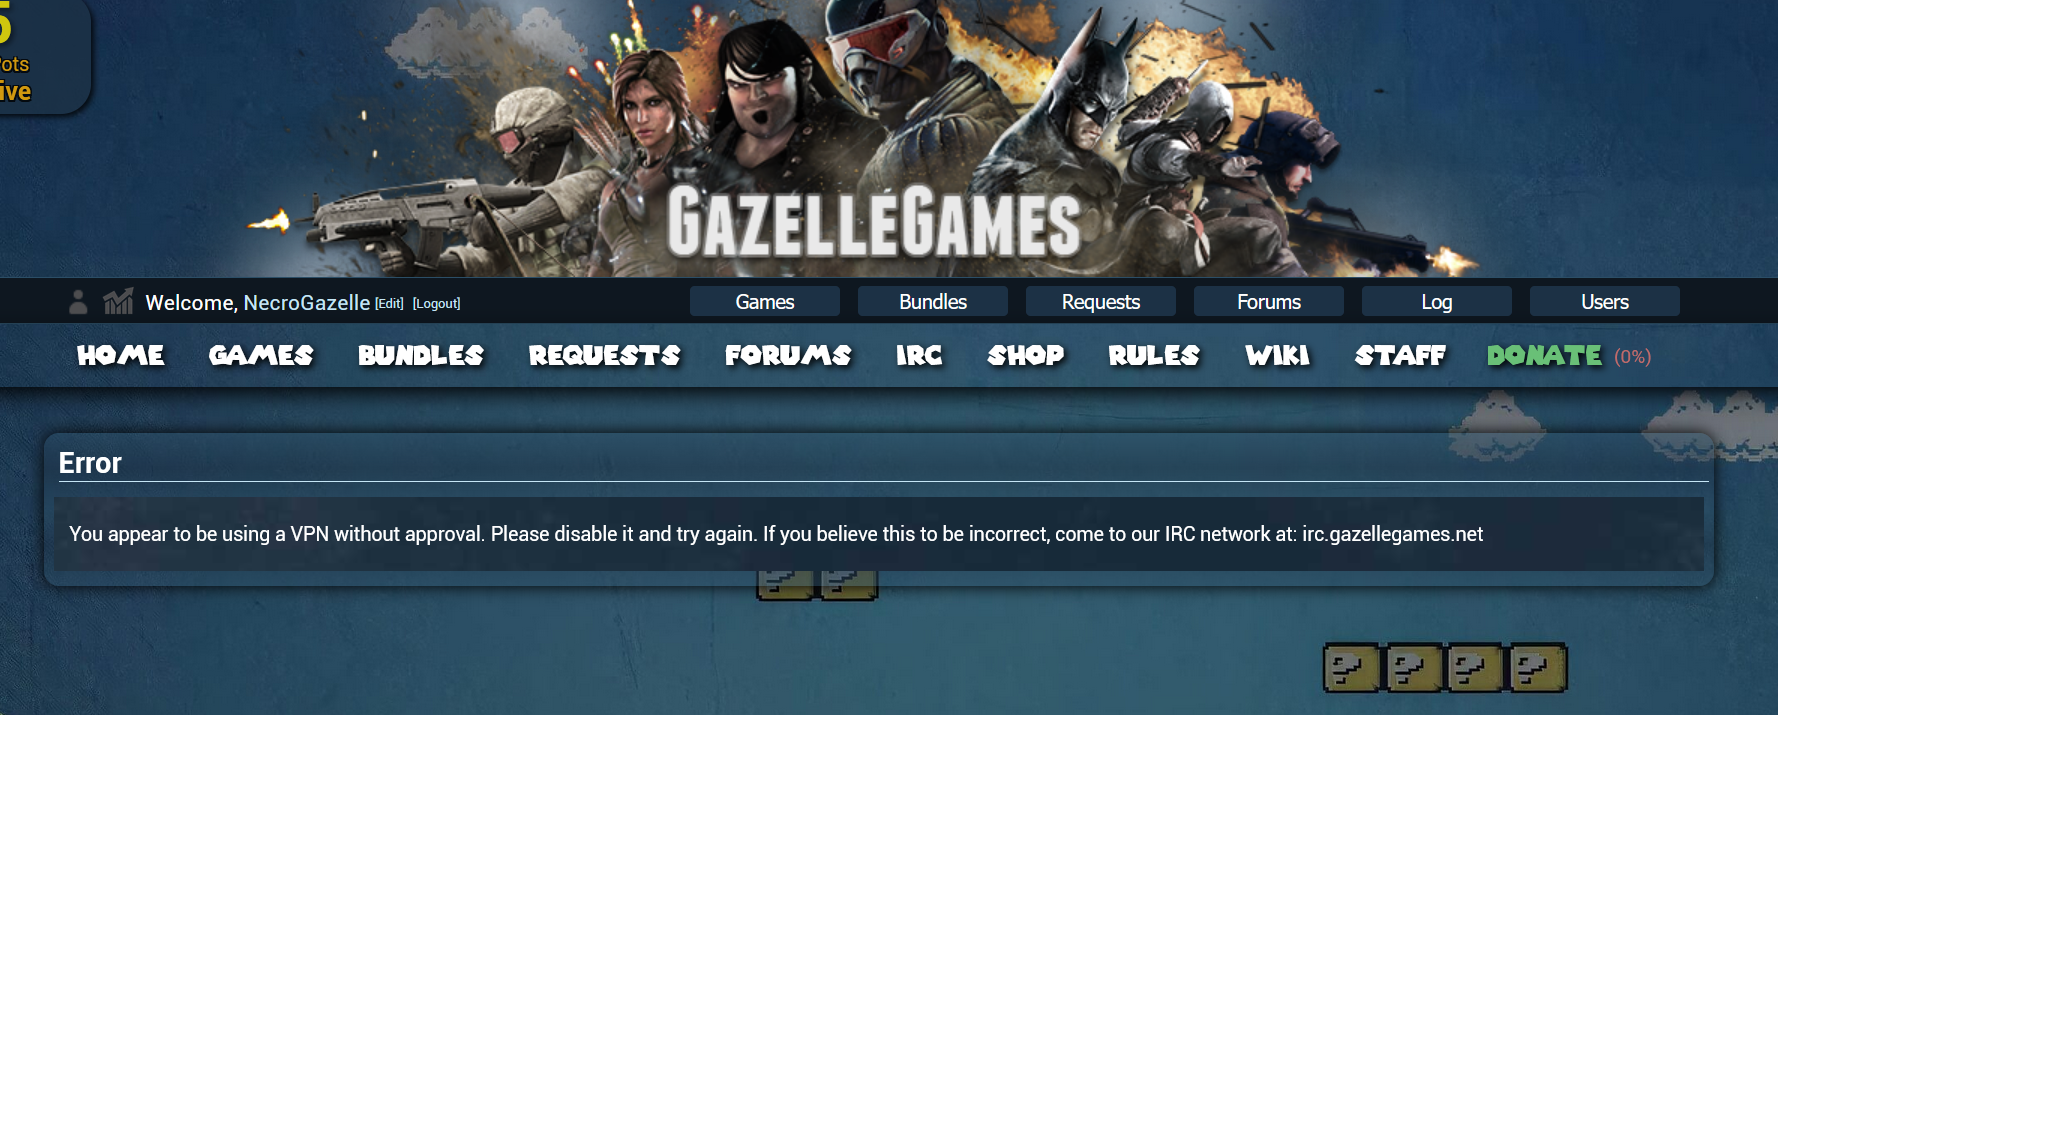 5
ots
ive
GAZELLEGAMES
Welcome, NecroGazelle [Edit] [Logout]
Games Bundles Requests Forums Log Users
HOME GAMES BUNDLES REQUESTS FORUMS IRC SHOP RULES WIKI STAFF DONATE (0%)
Error
You appear to be using a VPN without approval. Please disable it and try again. If you believe this to be incorrect, come to our IRC network at: irc.gazellegames.net
? ?
? ? ? ?